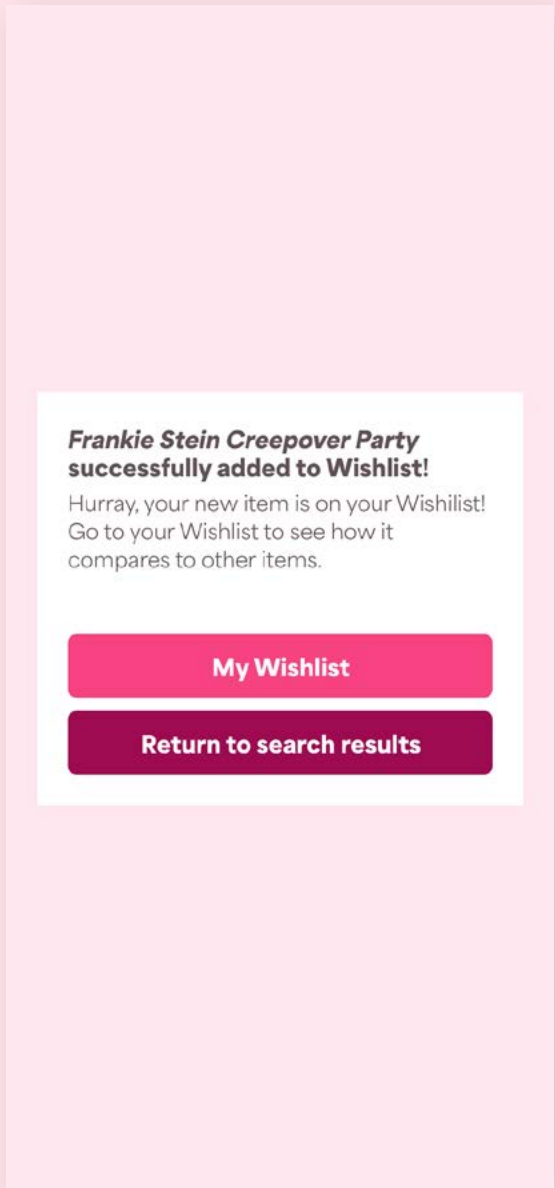 Frankie Stein Creepover Party
successfully added to Wishlist!
Hurray, your new item is on your Wishilist!
Go to your Wishlist to see how it
compares to other items.
My Wishlist
Return to search results